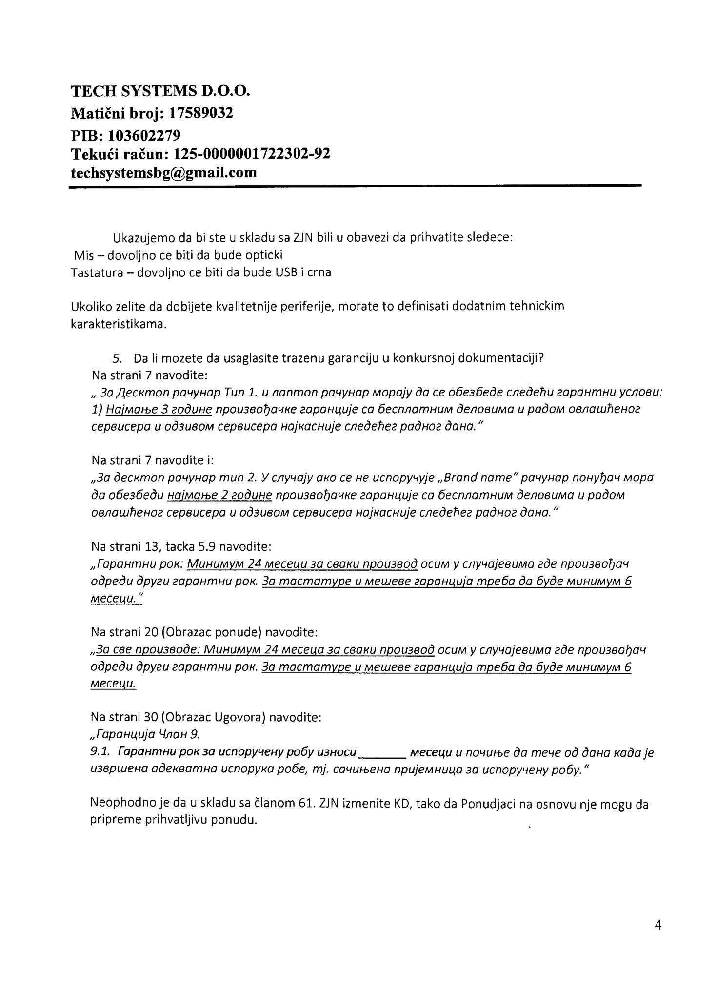 TECH SYSTEMS D.O.O.
Matični broj: 17589032
PIB: 103602279
Tekući račun: 125-0000001722302-92
techsystemsbg@gmail.com
Ukazujemo da bi ste u skladu sa ZJN bili u obavezi da prihvatite sledece:
Mis – dovoljno ce biti da bude opticki
Tastatura – dovoljno ce biti da bude USB i crna
Ukoliko zelite da dobijete kvalitetnije periferije, morate to definisati dodatnim tehnickim
karakteristikama.
5. Da li mozete da usaglasite trazenu garanciju u konkursnoj dokumentaciji?
Na strani 7 navodite:
„ За Десктоп рачунар Тип 1. и лаптоп рачунар морају да се обезбеде следећи гарантни услови:
1) Најмање 3 године произвођачке гаранције са бесплатним деловима и радом овлашћеног
сервисера и одзивом сервисера најкасније следећег радног дана.“
Na strani 7 navodite i:
„За десктоп рачунар тип 2. У случају ако се не испоручује „Brand name“ рачунар понуђач мора
да обезбеди најмање 2 године произвођачке гаранције са бесплатним деловима и радом
овлашћеног сервисера и одзивом сервисера најкасније следећег радног дана.“
Na strani 13, tacka 5.9 navodite:
„Гарантни рок: Минимум 24 месеци за сваки производ осим у случајевима где произвођач
одреди други гарантни рок. За тастатуре и мешеве гаранција треба да буде минимум 6
месеци.“
Na strani 20 (Obrazac ponude) navodite:
„За све производе: Минимум 24 месеца за сваки производ осим у случајевима где произвођач
одреди други гарантни рок. За тастатуре и мешеве гаранција треба да буде минимум 6
месеци.
Na strani 30 (Obrazac Ugovora) navodite:
„Гаранција Члан 9.
9.1. Гарантни рок за испоручену робу износи_______ месеци и почиње да тече од дана када је
извршена адекватна испорука робе, тј. сачињена пријемница за испоручену робу.“
Neophodno je da u skladu sa članom 61. ZJN izmenite KD, tako da Ponudjaci na osnovu nje mogu da
pripreme prihvatljivu ponudu.
4